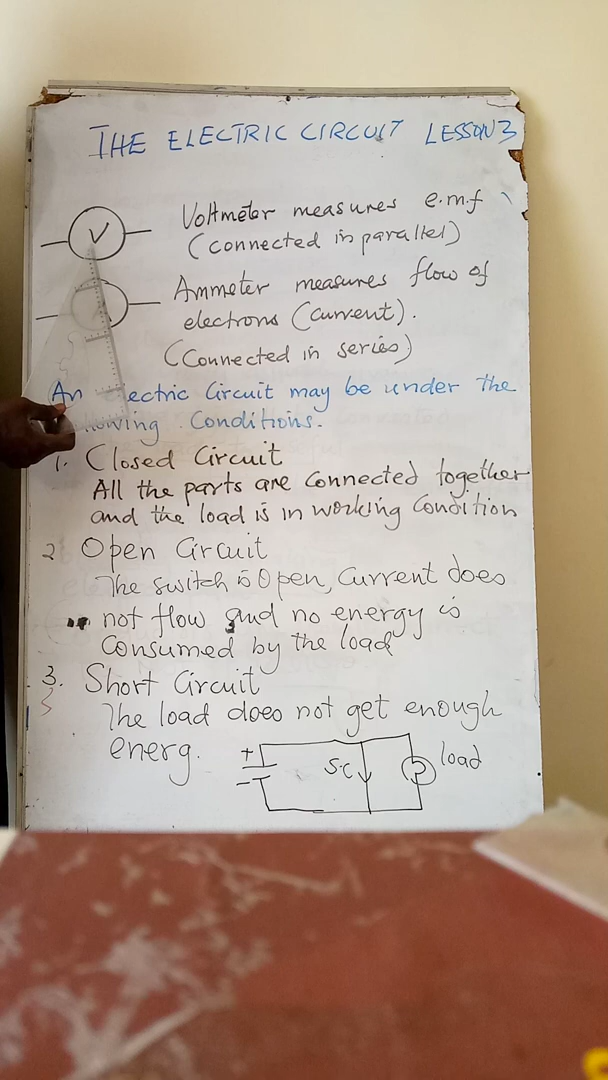 THE ELECTRIC CIRCUIT LESSON 3
V
Voltmeter measures e.m.f
(connected in parallel)
A
Ammeter measures flow of
electrons (current).
(Connected in series)
An ectric Circuit may be under the
lowing Conditions.
1. Closed Circuit
All the parts are Connected together
and the load is in working Condition
2 Open Circuit
The switch is Open, Current does
not flow and no energy is
Consumed by the load
3. Short Circuit
The load does not get enough
energ.
+
-
S.C
load